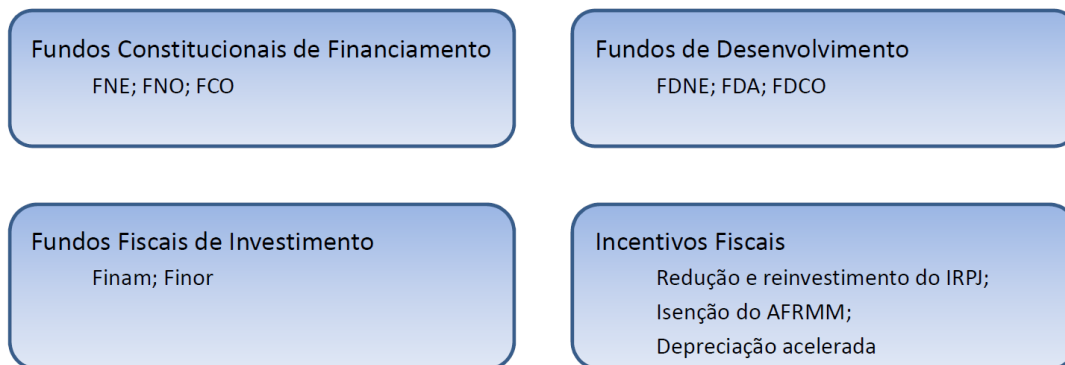 Fundos Constitucionais de Financiamento
FNE; FNO; FCO
Fundos de Desenvolvimento
FDNE; FDA; FDCO
Fundos Fiscais de Investimento
Finam; Finor
Incentivos Fiscais
Redução e reinvestimento do IRPJ;
Isenção do AFRMM;
Depreciação acelerada